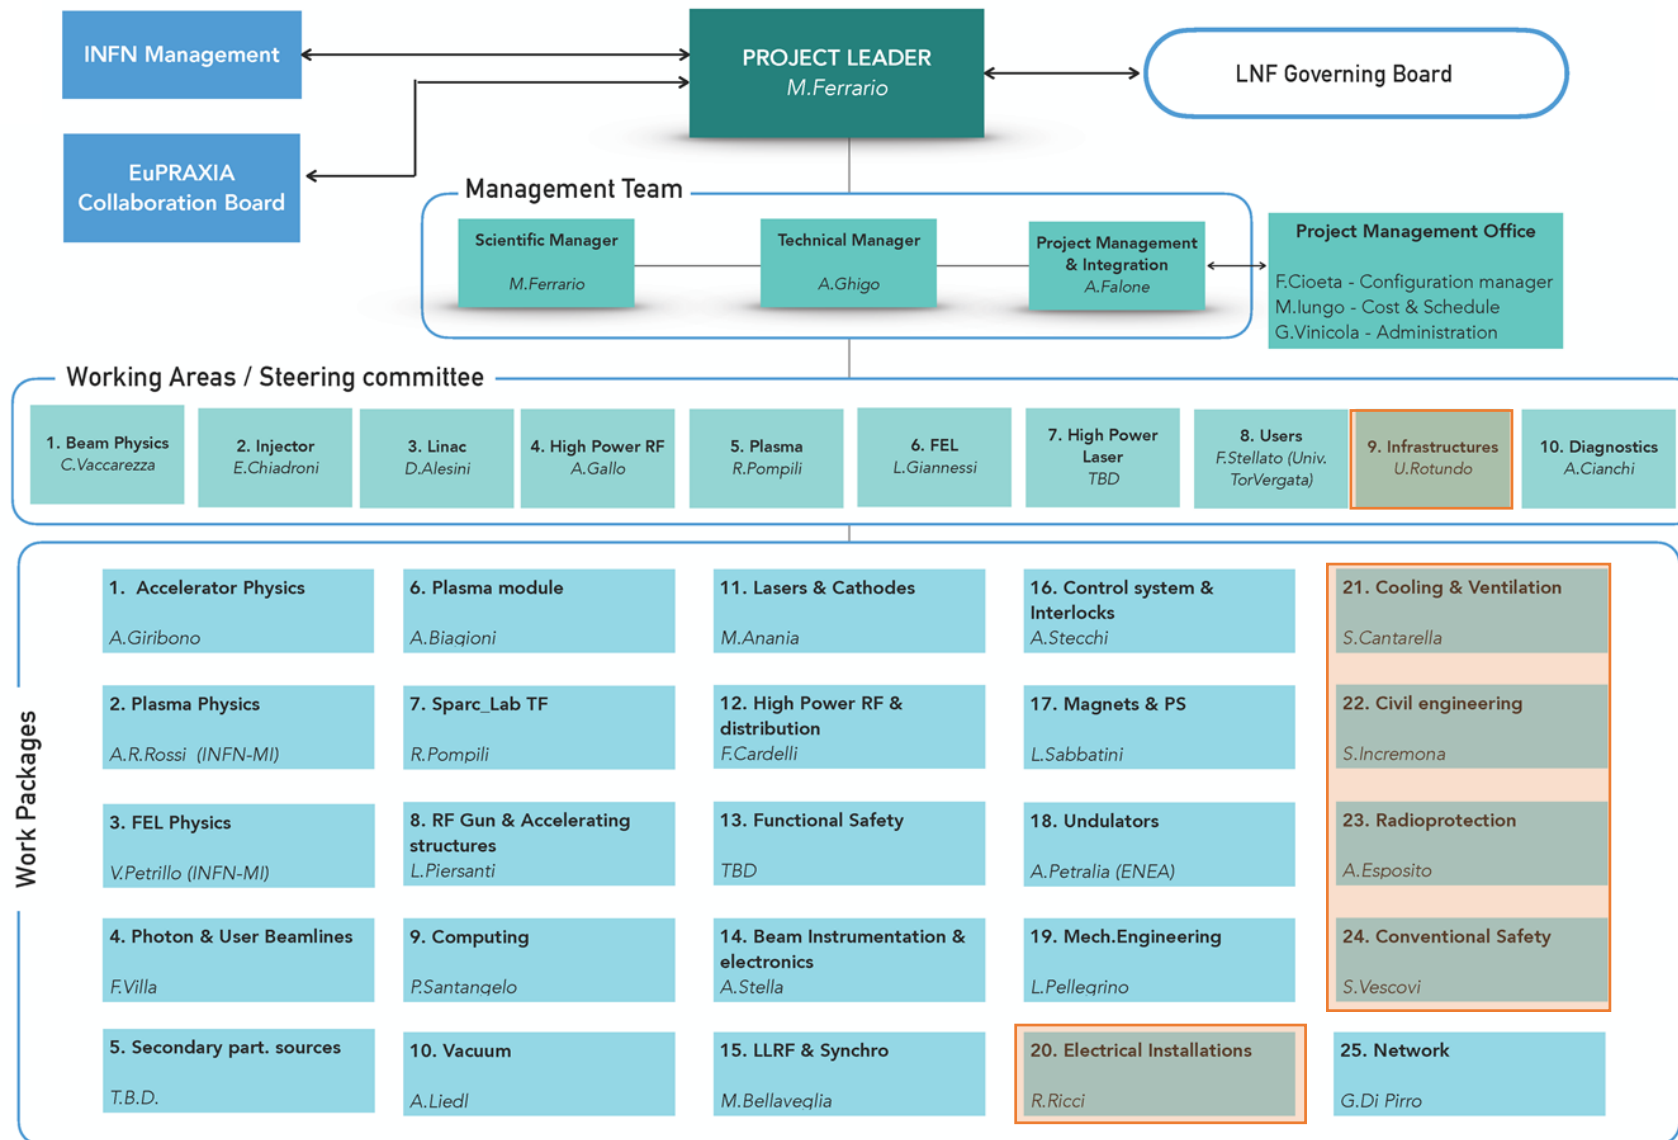 INFN Management
PROJECT LEADER
M.Ferrario
LNF Governing Board
EuPRAXIA
Collaboration Board
Management Team
Scientific Manager
M.Ferrario
Technical Manager
A.Ghigo
Project Management
& Integration
A.Falone
Project Management Office
F.Cioeta - Configuration manager
M.Iungo - Cost & Schedule
G.Vinicola - Administration
Working Areas / Steering committee
1. Beam Physics
C.Vaccarezza
2. Injector
E.Chiadroni
3. Linac
D.Alesini
4. High Power RF
A.Gallo
5. Plasma
R.Pompili
6. FEL
L.Giannessi
7. High Power
Laser
TBD
8. Users
F.Stellato (Univ.
TorVergata)
9. Infrastructures
U.Rotundo
10. Diagnostics
A.Cianchi
Work Packages
1. Accelerator Physics
A.Giribono
6. Plasma module
A.Biagioni
11. Lasers & Cathodes
M.Anania
16. Control system &
Interlocks
A.Stecchi
21. Cooling & Ventilation
S.Cantarella
2. Plasma Physics
A.R.Rossi (INFN-MI)
7. Sparc_Lab TF
R.Pompili
12. High Power RF &
distribution
F.Cardelli
17. Magnets & PS
L.Sabbatini
22. Civil engineering
S.Incremona
3. FEL Physics
V.Petrillo (INFN-MI)
8. RF Gun & Accelerating
structures
L.Piersanti
13. Functional Safety
TBD
18. Undulators
A.Petralia (ENEA)
23. Radioprotection
A.Esposito
4. Photon & User Beamlines
F.Villa
9. Computing
P.Santangelo
14. Beam Instrumentation &
electronics
A.Stella
19. Mech.Engineering
L.Pellegrino
24. Conventional Safety
S.Vescovi
5. Secondary part. sources
T.B.D.
10. Vacuum
A.Liedl
15. LLRF & Synchro
M.Bellaveglia
20. Electrical Installations
R.Ricci
25. Network
G.Di Pirro